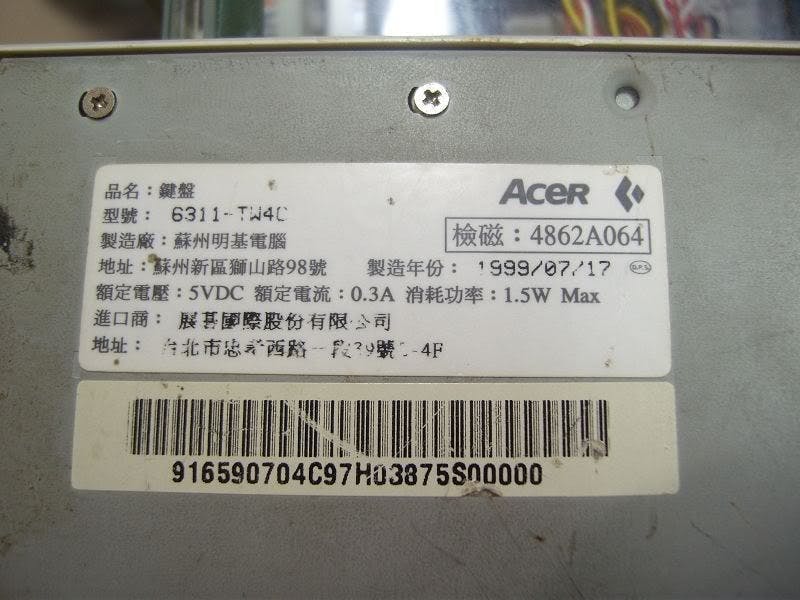 品名：鍵盤
ACER
型號： 6311-TW4C
製造廠：蘇州明基電腦
檢磁：4862A064
地址：蘇州新區獅山路98號 製造年份： 1999/07/17 D.P.S.
額定電壓：5VDC 額定電流：0.3A 消耗功率：1.5W Max
進口商： 展碁國際股份有限公司
地址： 台北市忠孝西路一段39號 -4F
916590704C97H03875S00000